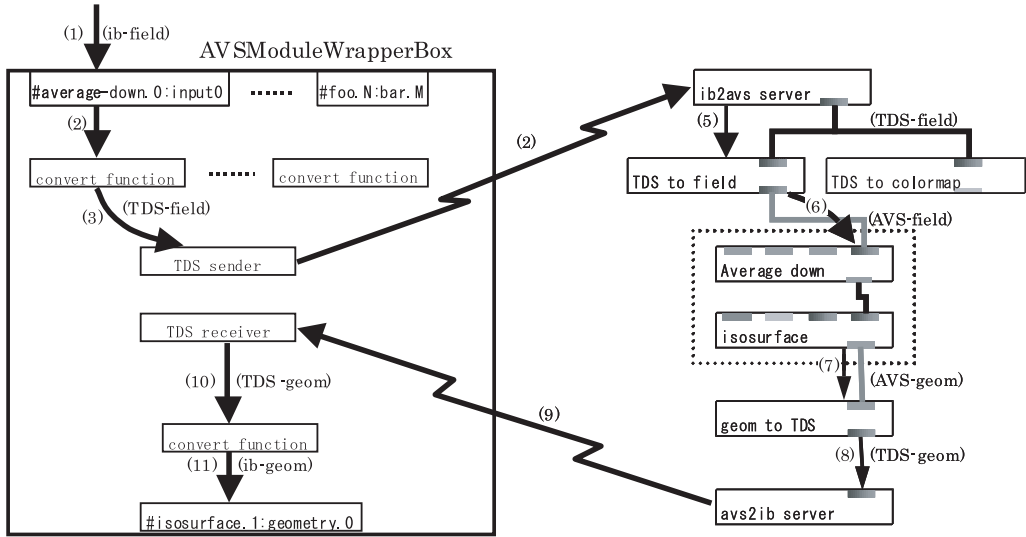 (1) (ib-field)
AVSModuleWrapperBox
#average-down.0:input0 ...... #foo.N:bar.M
(2)
convert function ...... convert function
(3) (TDS-field)
TDS sender
TDS receiver
(10) (TDS-geom)
convert function
(11) (ib-geom)
#isosurface.1:geometry.0
(2)
(9)
ib2avs server
(5) (TDS-field)
TDS to field TDS to colormap
(6) (AVS-field)
Average down
isosurface
(7) (AVS-geom)
geom to TDS
(8) (TDS-geom)
avs2ib server